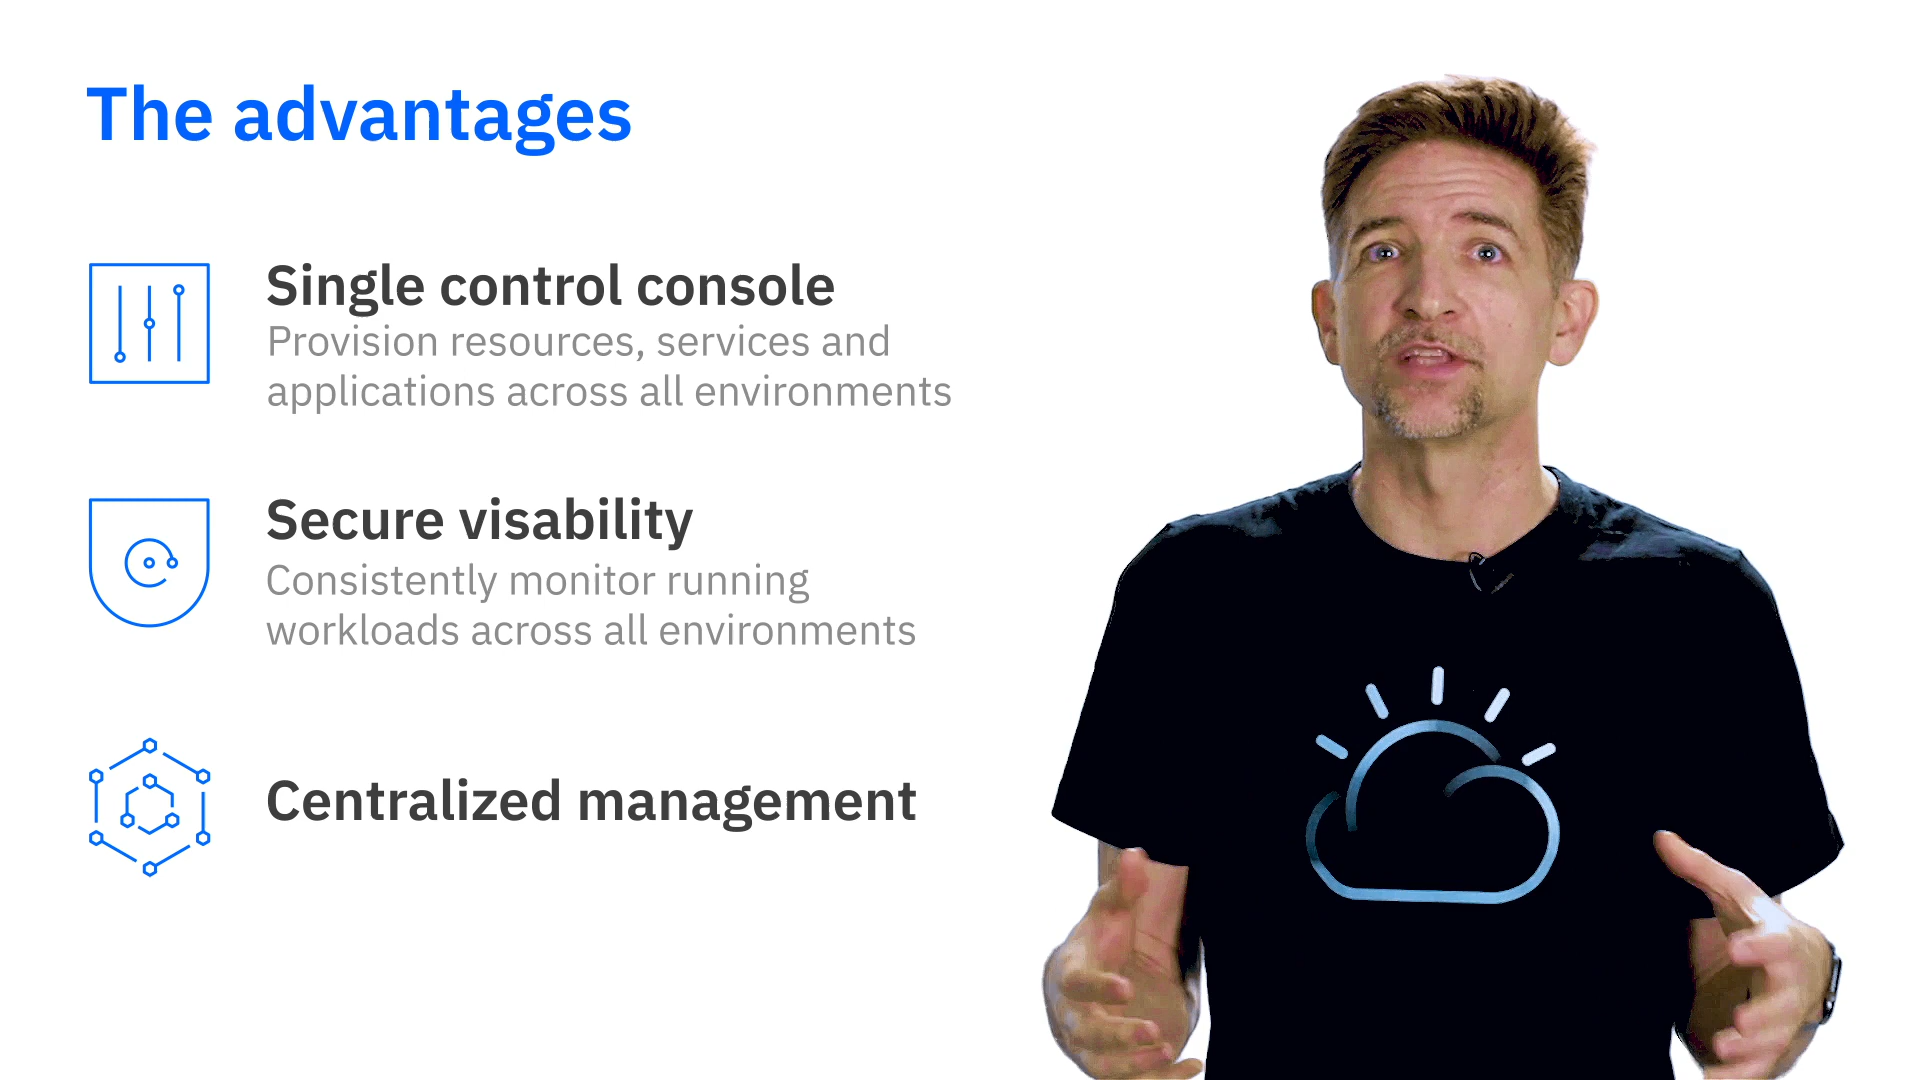 The advantages
Single control console
Provision resources, services and
applications across all environments
Secure visability
Consistently monitor running
workloads across all environments
Centralized management